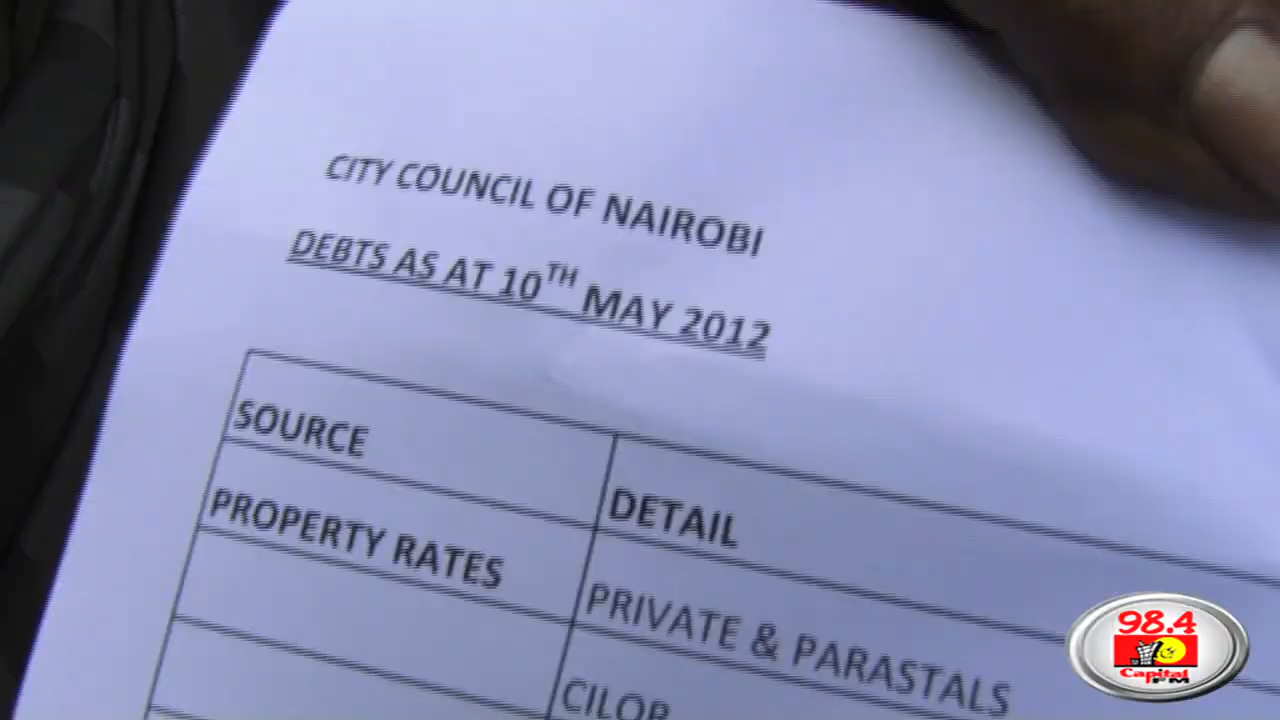 CITY COUNCIL OF NAIROBI
DEBTS AS AT 10TH MAY 2012
SOURCE
DETAIL
PROPERTY RATES
PRIVATE & PARASTALS
CILOR
98.4
Capital
FM